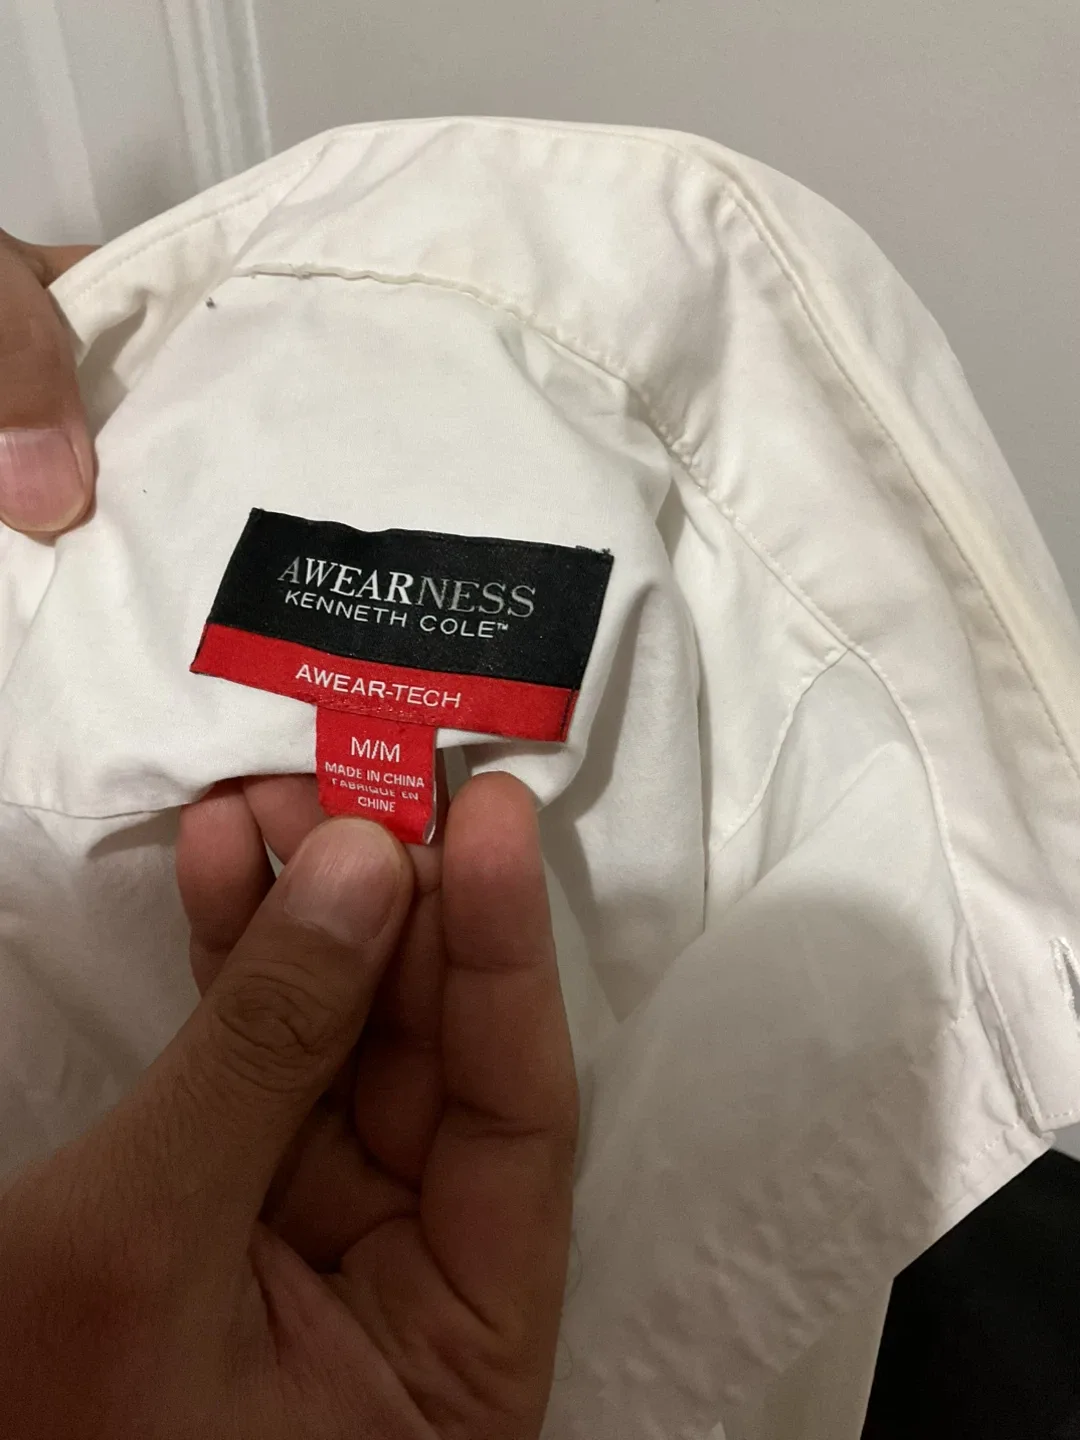 AWEARNESS
KENNETH COLE™
AWEAR-TECH
M/M
MADE IN CHINA
FABRIQUE EN
CHINE